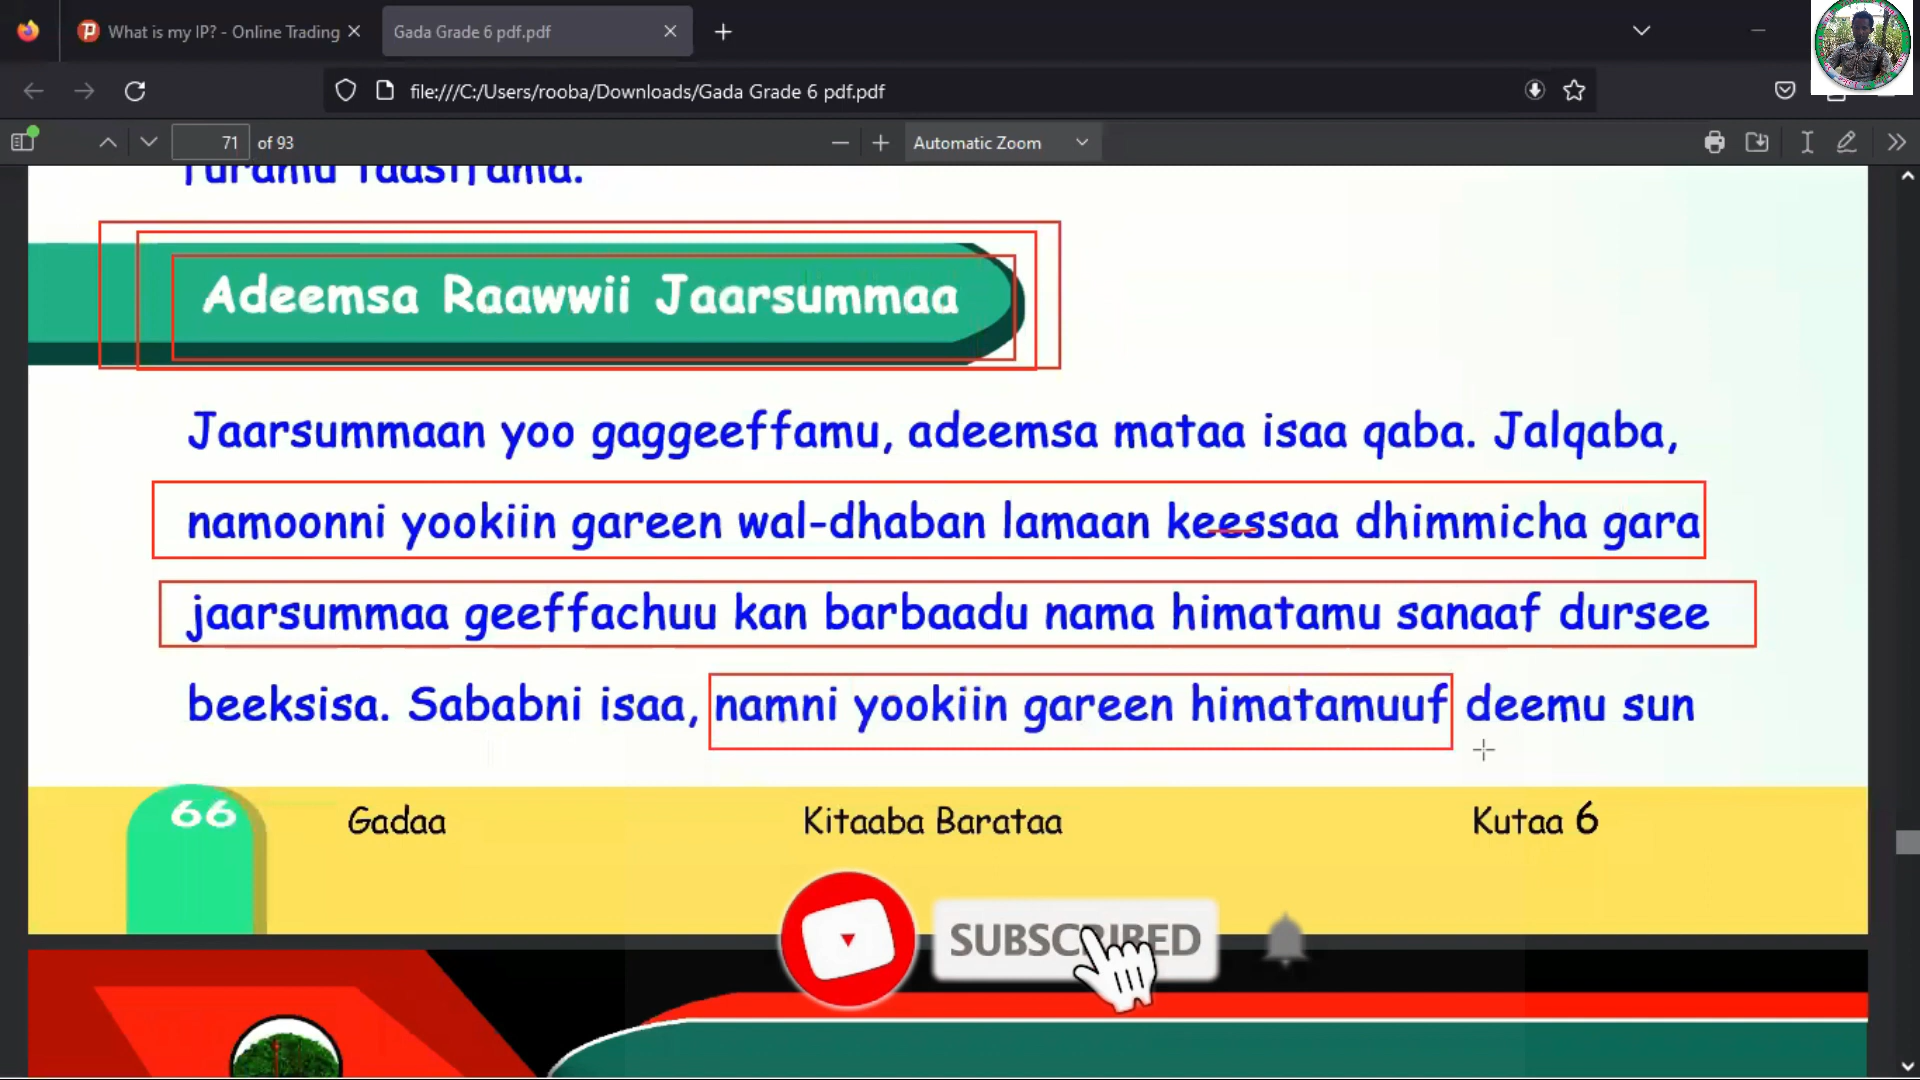 What is my IP? - Online Trading
Gada Grade 6 pdf.pdf
file:///C:/Users/rooba/Downloads/Gada Grade 6 pdf.pdf
71 of 93
Automatic Zoom
Adeemsa Raawwii Jaarsummaa
Jaarsummaan yoo gaggeeffamu, adeemsa mataa isaa qaba. Jalqaba,
namoonni yookiin gareen wal-dhaban lamaan keessaa dhimmicha gara
jaarsummaa geeffachuu kan barbaadu nama himatamu sanaaf dursee
beeksisa. Sababni isaa, namni yookiin gareen himatamuuf deemu sun
66 Gadaa Kitaaba Barataa Kutaa 6
SUBSCRIBED